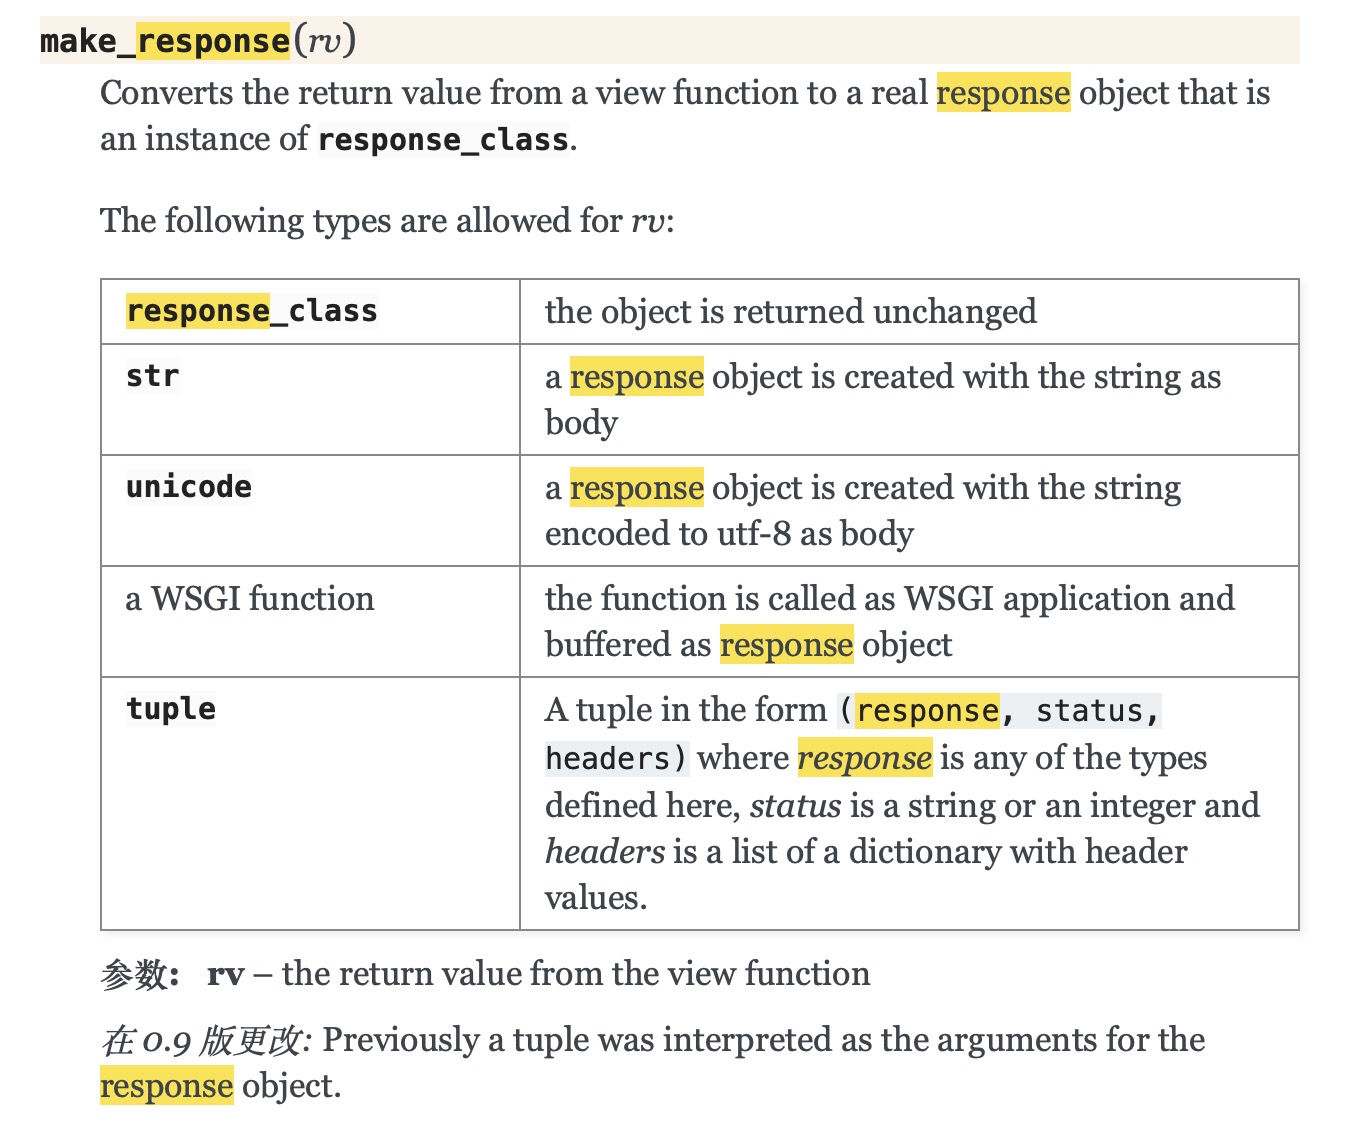 make_response(rv)
Converts the return value from a view function to a real response object that is
an instance of response_class.
The following types are allowed for rv:
response_class
the object is returned unchanged
str
a response object is created with the string as
body
unicode
a response object is created with the string
encoded to utf-8 as body
a WSGI function
the function is called as WSGI application and
buffered as response object
tuple
A tuple in the form (response, status,
headers) where response is any of the types
defined here, status is a string or an integer and
headers is a list of a dictionary with header
values.
参数: rv – the return value from the view function
在 0.9 版更改: Previously a tuple was interpreted as the arguments for the
response object.